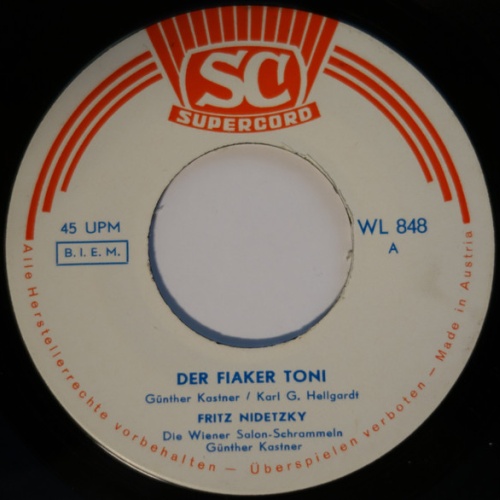 SC
SUPERCORD
45 UPM
B. I. E. M.
WL 848
A
DER FIAKER TONI
Günther Kastner / Karl G. Hellgardt
FRITZ NIDETZKY
Die Wiener Salon-Schrammeln
Günther Kastner
Alle Herstellerrechte vorbehalten – Überspielen verboten – Made in Austria